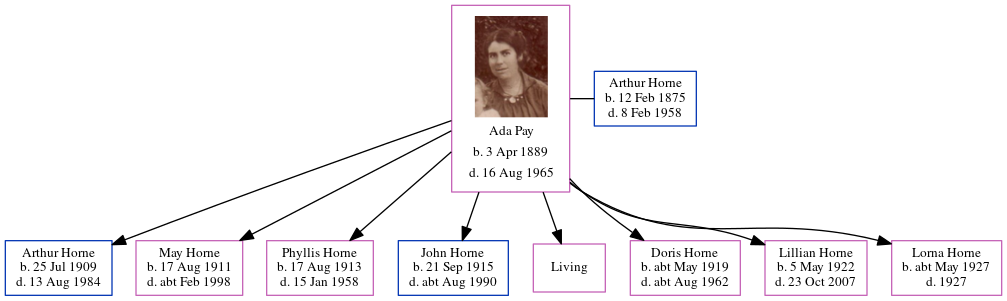 Ada Pay
b. 3 Apr 1889
d. 16 Aug 1965
Arthur Horne
b. 12 Feb 1875
d. 8 Feb 1958
Arthur Horne
b. 25 Jul 1909
d. 13 Aug 1984
May Horne
b. 17 Aug 1911
d. abt Feb 1998
Phyllis Horne
b. 17 Aug 1913
d. 15 Jan 1958
John Horne
b. 21 Sep 1915
d. abt Aug 1990
Living
Doris Horne
b. abt May 1919
d. abt Aug 1962
Lillian Horne
b. 5 May 1922
d. 23 Oct 2007
Lorna Horne
b. abt May 1927
d. 1927